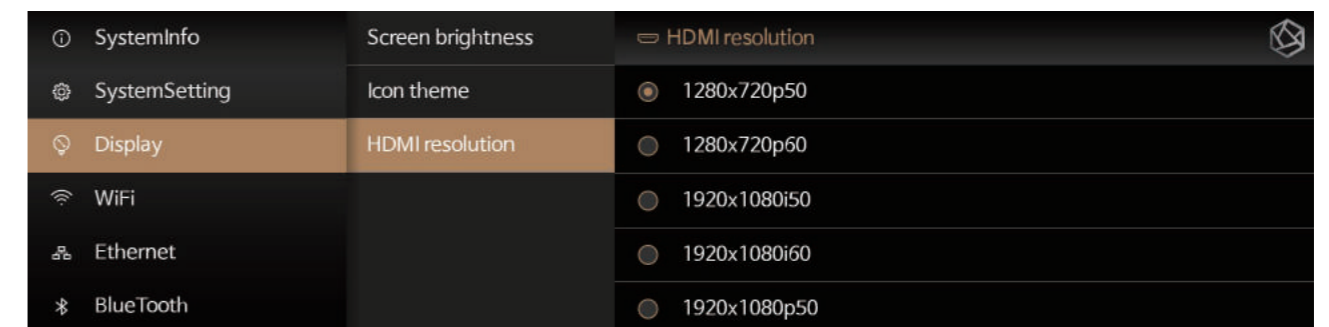 SystemInfo
SystemSetting
Display
WiFi
Ethernet
BlueTooth
Screen brightness
Icon theme
HDMI resolution
HDMI resolution
1280x720p50
1280x720p60
1920x1080i50
1920x1080i60
1920x1080p50